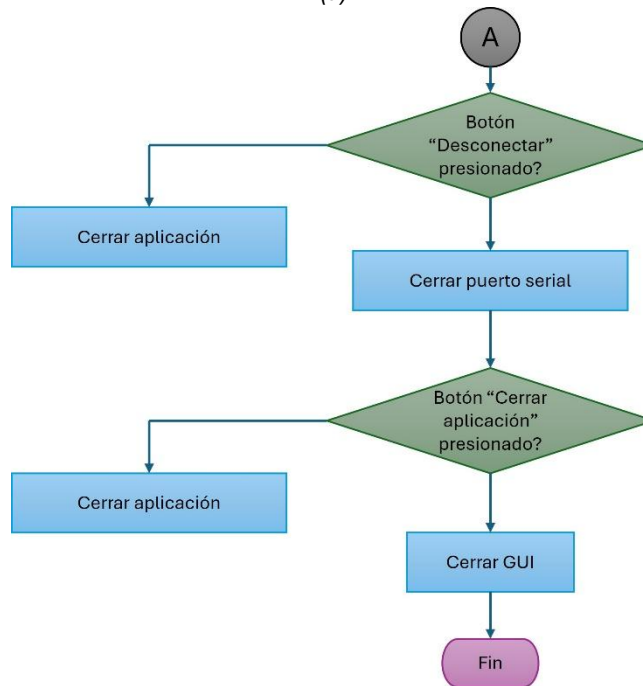 A
Botón
“Desconectar”
presionado?
Cerrar aplicación
Cerrar puerto serial
Botón “Cerrar
aplicación”
presionado?
Cerrar aplicación
Cerrar GUI
Fin